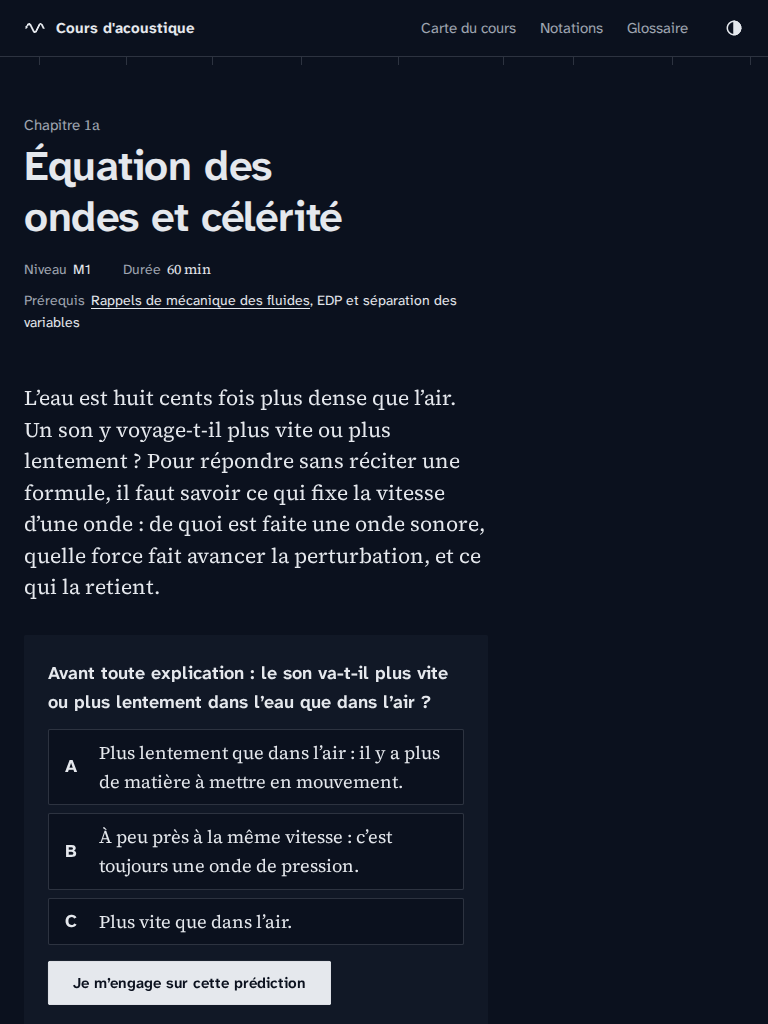 Cours d'acoustique
Carte du cours
Notations
Glossaire
Chapitre 1a
Équation des
ondes et célérité
Niveau M1
Durée 60 min
Prérequis Rappels de mécanique des fluides, EDP et séparation des
variables
L’eau est huit cents fois plus dense que l’air.
Un son y voyage-t-il plus vite ou plus
lentement ? Pour répondre sans réciter une
formule, il faut savoir ce qui fixe la vitesse
d’une onde : de quoi est faite une onde sonore,
quelle force fait avancer la perturbation, et ce
qui la retient.
Avant toute explication : le son va-t-il plus vite
ou plus lentement dans l’eau que dans l’air ?
A Plus lentement que dans l’air : il y a plus
de matière à mettre en mouvement.
B À peu près à la même vitesse : c’est
toujours une onde de pression.
C Plus vite que dans l’air.
Je m’engage sur cette prédiction